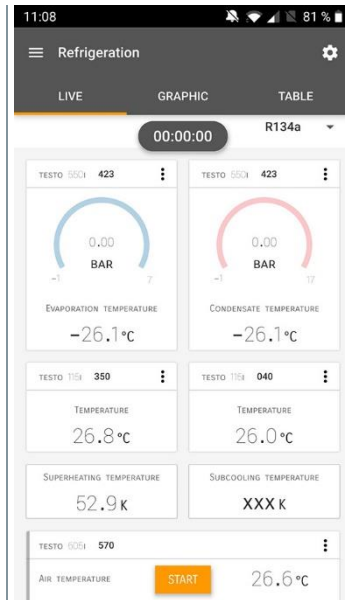 11:08 81 %
Refrigeration
LIVE GRAPHIC TABLE
00:00:00 R134a
TESTO 550i 423 TESTO 550i 423
0.00 0.00
BAR BAR
-1 7 -1 17
EVAPORATION TEMPERATURE CONDENSATE TEMPERATURE
-26.1 °C -26.1 °C
TESTO 115i 350 TESTO 115i 040
TEMPERATURE TEMPERATURE
26.8 °C 26.0 °C
SUPERHEATING TEMPERATURE SUBCOOLING TEMPERATURE
52.9 K XXX K
TESTO 605i 570
AIR TEMPERATURE START 26.6 °C